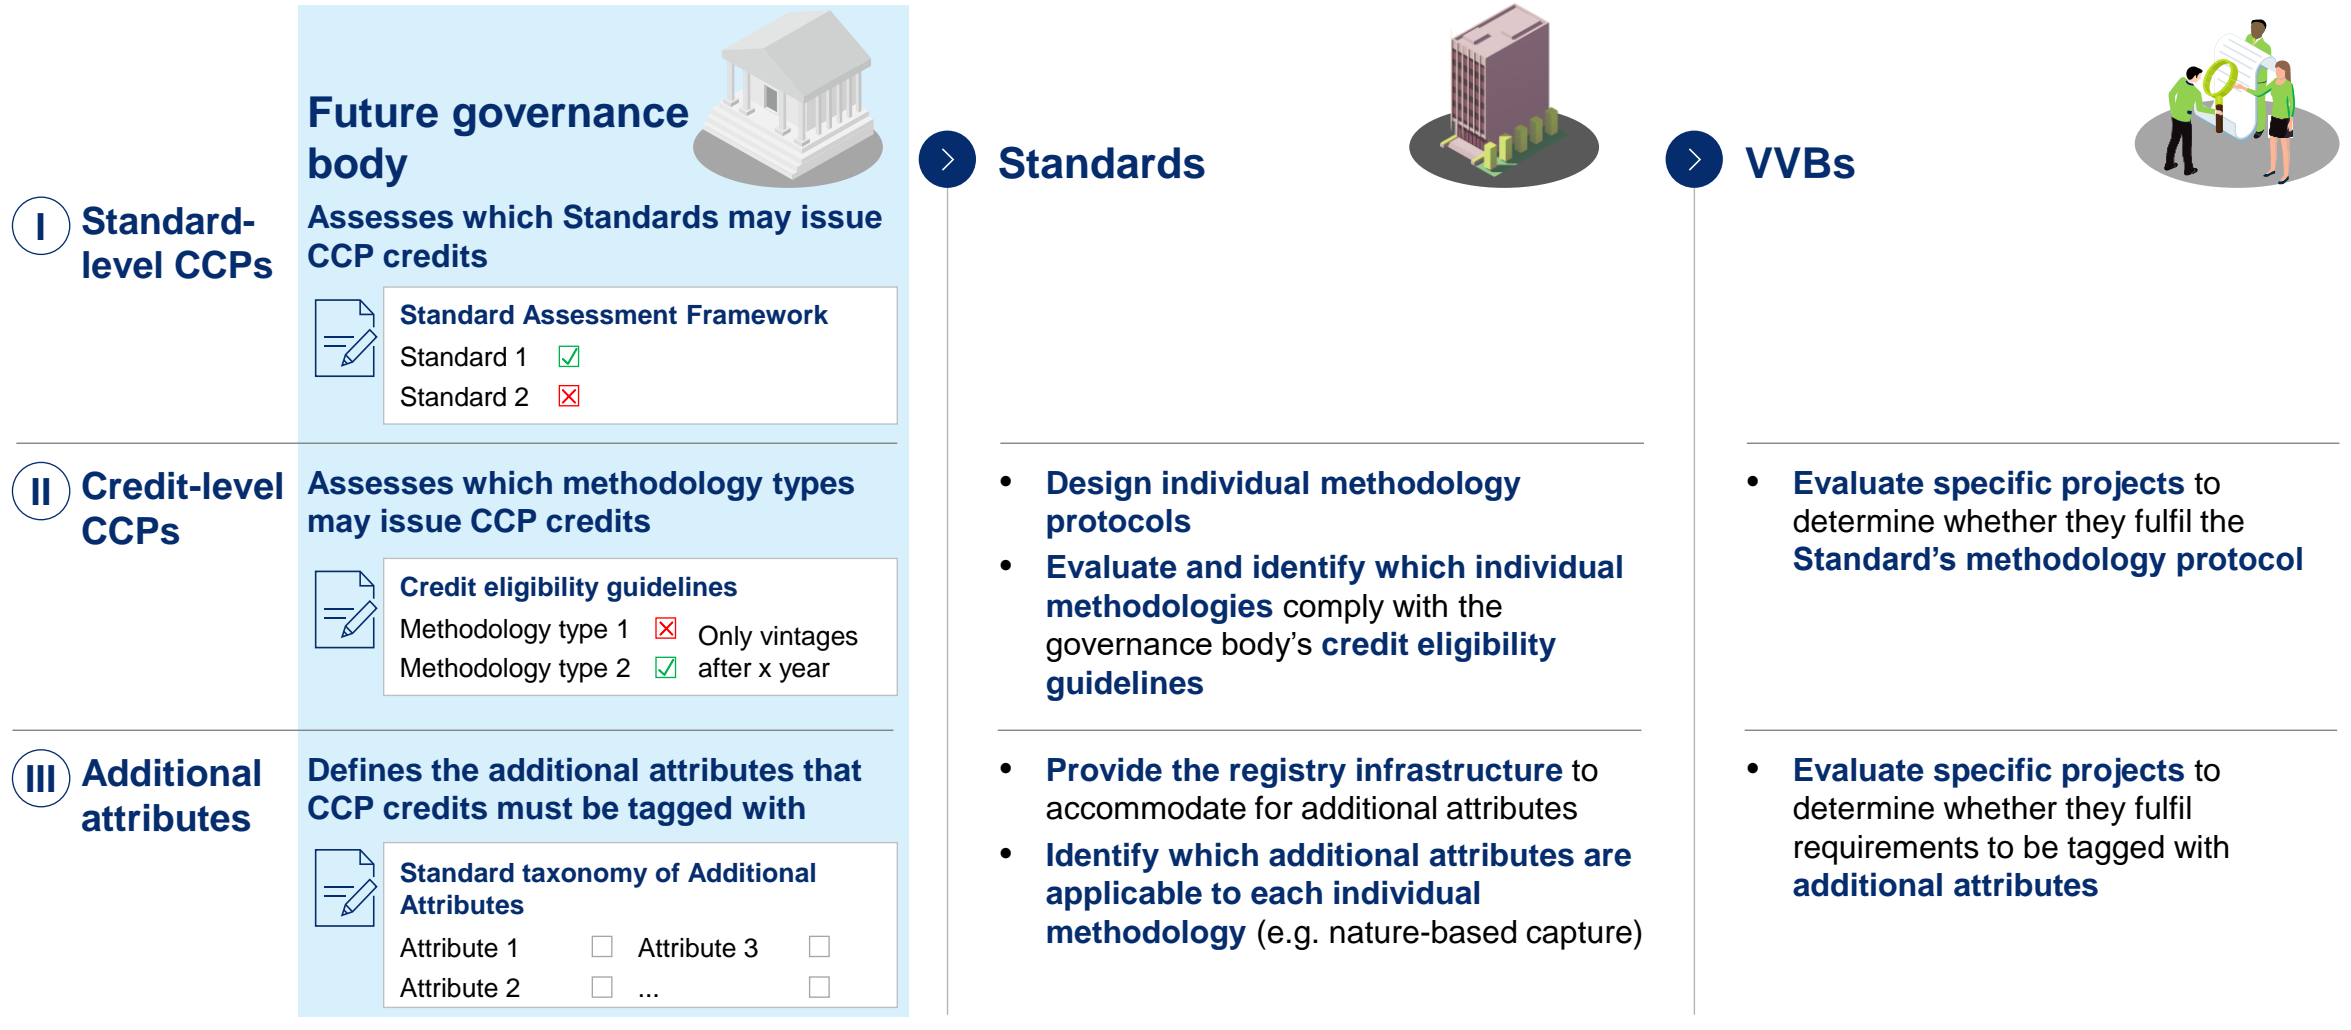 Future governance
body
Standards
VVBs
I
Standard-
level CCPs
Assesses which Standards may issue
CCP credits
Standard Assessment Framework
Standard 1
Standard 2
II
Credit-level
CCPs
Assesses which methodology types
may issue CCP credits
Credit eligibility guidelines
Methodology type 1
Methodology type 2
Only vintages
after x year
• Design individual methodology
protocols
• Evaluate and identify which individual
methodologies comply with the
governance body’s credit eligibility
guidelines
• Evaluate specific projects to
determine whether they fulfil the
Standard’s methodology protocol
III
Additional
attributes
Defines the additional attributes that
CCP credits must be tagged with
Standard taxonomy of Additional
Attributes
Attribute 1
Attribute 3
Attribute 2
...
• Provide the registry infrastructure to
accommodate for additional attributes
• Identify which additional attributes are
applicable to each individual
methodology (e.g. nature-based capture)
• Evaluate specific projects to
determine whether they fulfil
requirements to be tagged with
additional attributes